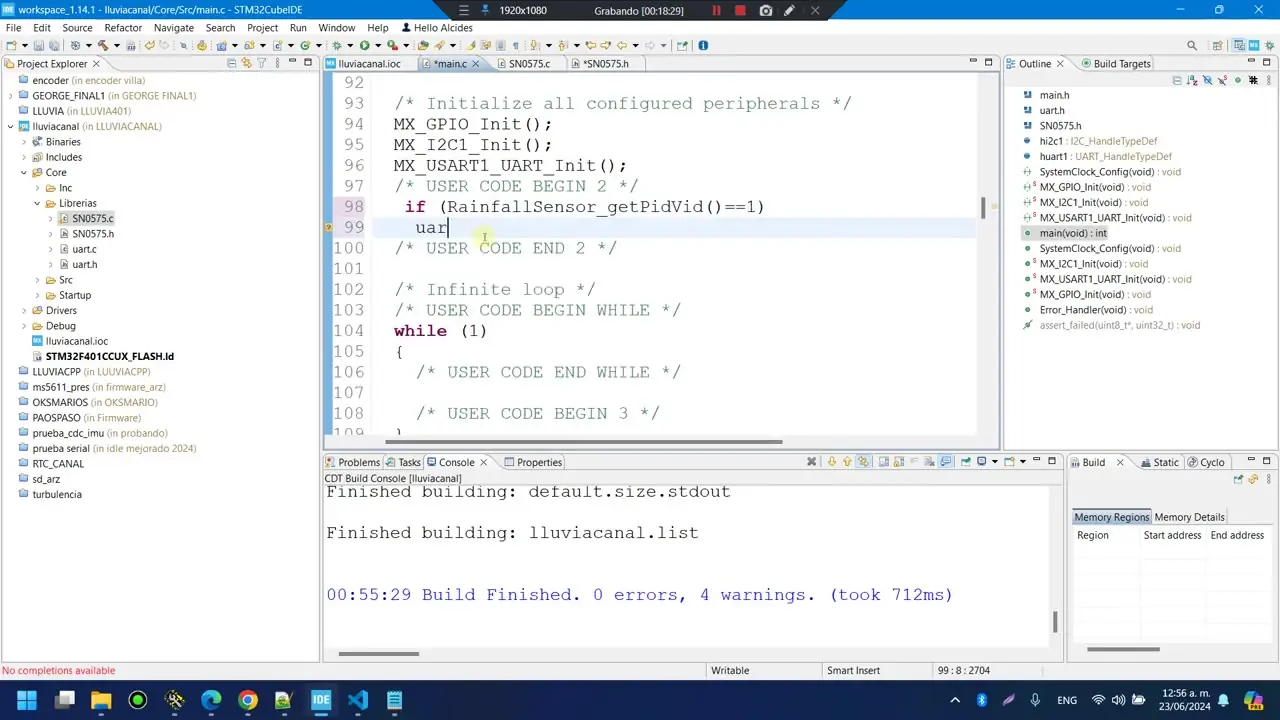 workspace_1.14.1 - lluviacanal/Core/Src/main.c - STM32CubeIDE
1920x1080
Grabando [00:18:29]
File Edit Source Refactor Navigate Search Project Run Window Help Hello Alcides
Project Explorer
encoder (in encoder villa)
GEORGE_FINAL1 (in GEORGE FINAL1)
LLUVIA (in LLUVIA401)
lluviacanal (in LLUVIACANAL)
Binaries
Includes
Core
Inc
Librerias
SN0575.c
SN0575.h
uart.c
uart.h
Src
Startup
Drivers
Debug
lluviacanal.ioc
STM32F401CCUX_FLASH.ld
LLUVIACPP (in LUUVIACPP)
ms5611_pres (in firmware_arz)
OKSMARIOS (in OKSMARIO)
PAOSPASO (in Firmware)
prueba_cdc_imu (in probando)
prueba serial (in idle mejorado 2024)
RTC_CANAL
sd_arz
turbulencia
lluviacanal.ioc *main.c SN0575.c *SN0575.h
92
93 /* Initialize all configured peripherals */
94 MX_GPIO_Init();
95 MX_I2C1_Init();
96 MX_USART1_UART_Init();
97 /* USER CODE BEGIN 2 */
98 if (RainfallSensor_getPidVid()==1)
99 uar
100 /* USER CODE END 2 */
101
102 /* Infinite loop */
103 /* USER CODE BEGIN WHILE */
104 while (1)
105 {
106 /* USER CODE END WHILE */
107
108 /* USER CODE BEGIN 3 */
109 }
Outline Build Targets
main.h
uart.h
SN0575.h
hi2c1 : I2C_HandleTypeDef
huart1 : UART_HandleTypeDef
SystemClock_Config(void) : void
MX_GPIO_Init(void) : void
MX_I2C1_Init(void) : void
MX_USART1_UART_Init(void) : void
main(void) : int
SystemClock_Config(void) : void
MX_I2C1_Init(void) : void
MX_USART1_UART_Init(void) : void
MX_GPIO_Init(void) : void
Error_Handler(void) : void
assert_failed(uint8_t*, uint32_t) : void
Problems Tasks Console Properties
CDT Build Console [lluviacanal]
Finished building: default.size.stdout
Finished building: lluviacanal.list
00:55:29 Build Finished. 0 errors, 4 warnings. (took 712ms)
Build Static Cyclo
Memory Regions Memory Details
Region Start address End address
No completions available
Writable Smart Insert 99 : 8 : 2704
IDE
ENG
12:56 a. m.
23/06/2024